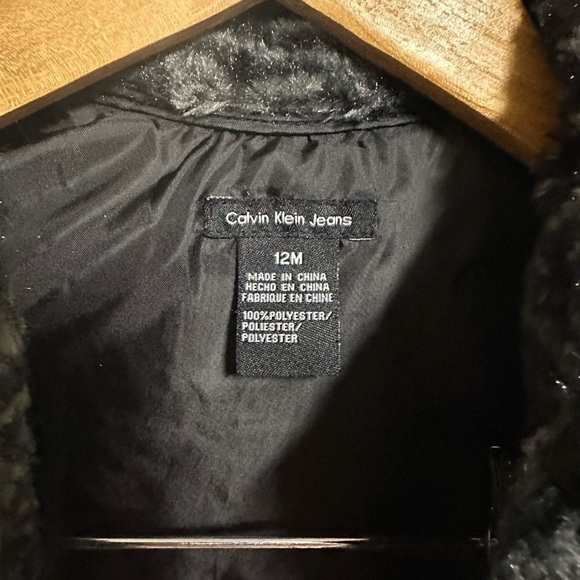 Calvin Klein Jeans
12M
MADE IN CHINA
HECHO EN CHINA
FABRIQUE EN CHINE
100%POLYESTER/
POLIESTER/
POLYESTER